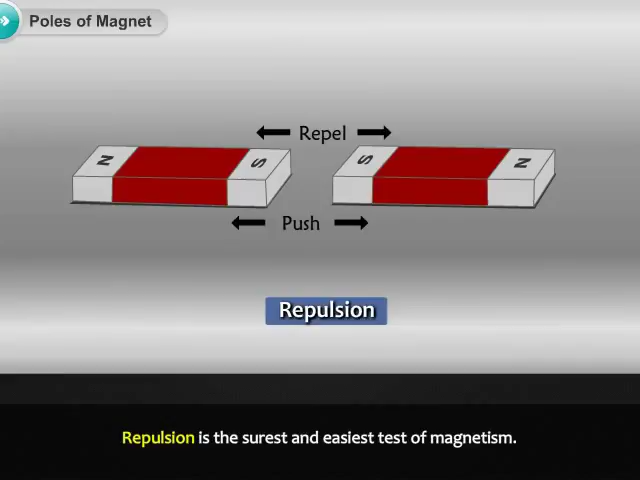 Poles of Magnet
Repel
N S S N
Push
Repulsion
Repulsion is the surest and easiest test of magnetism.